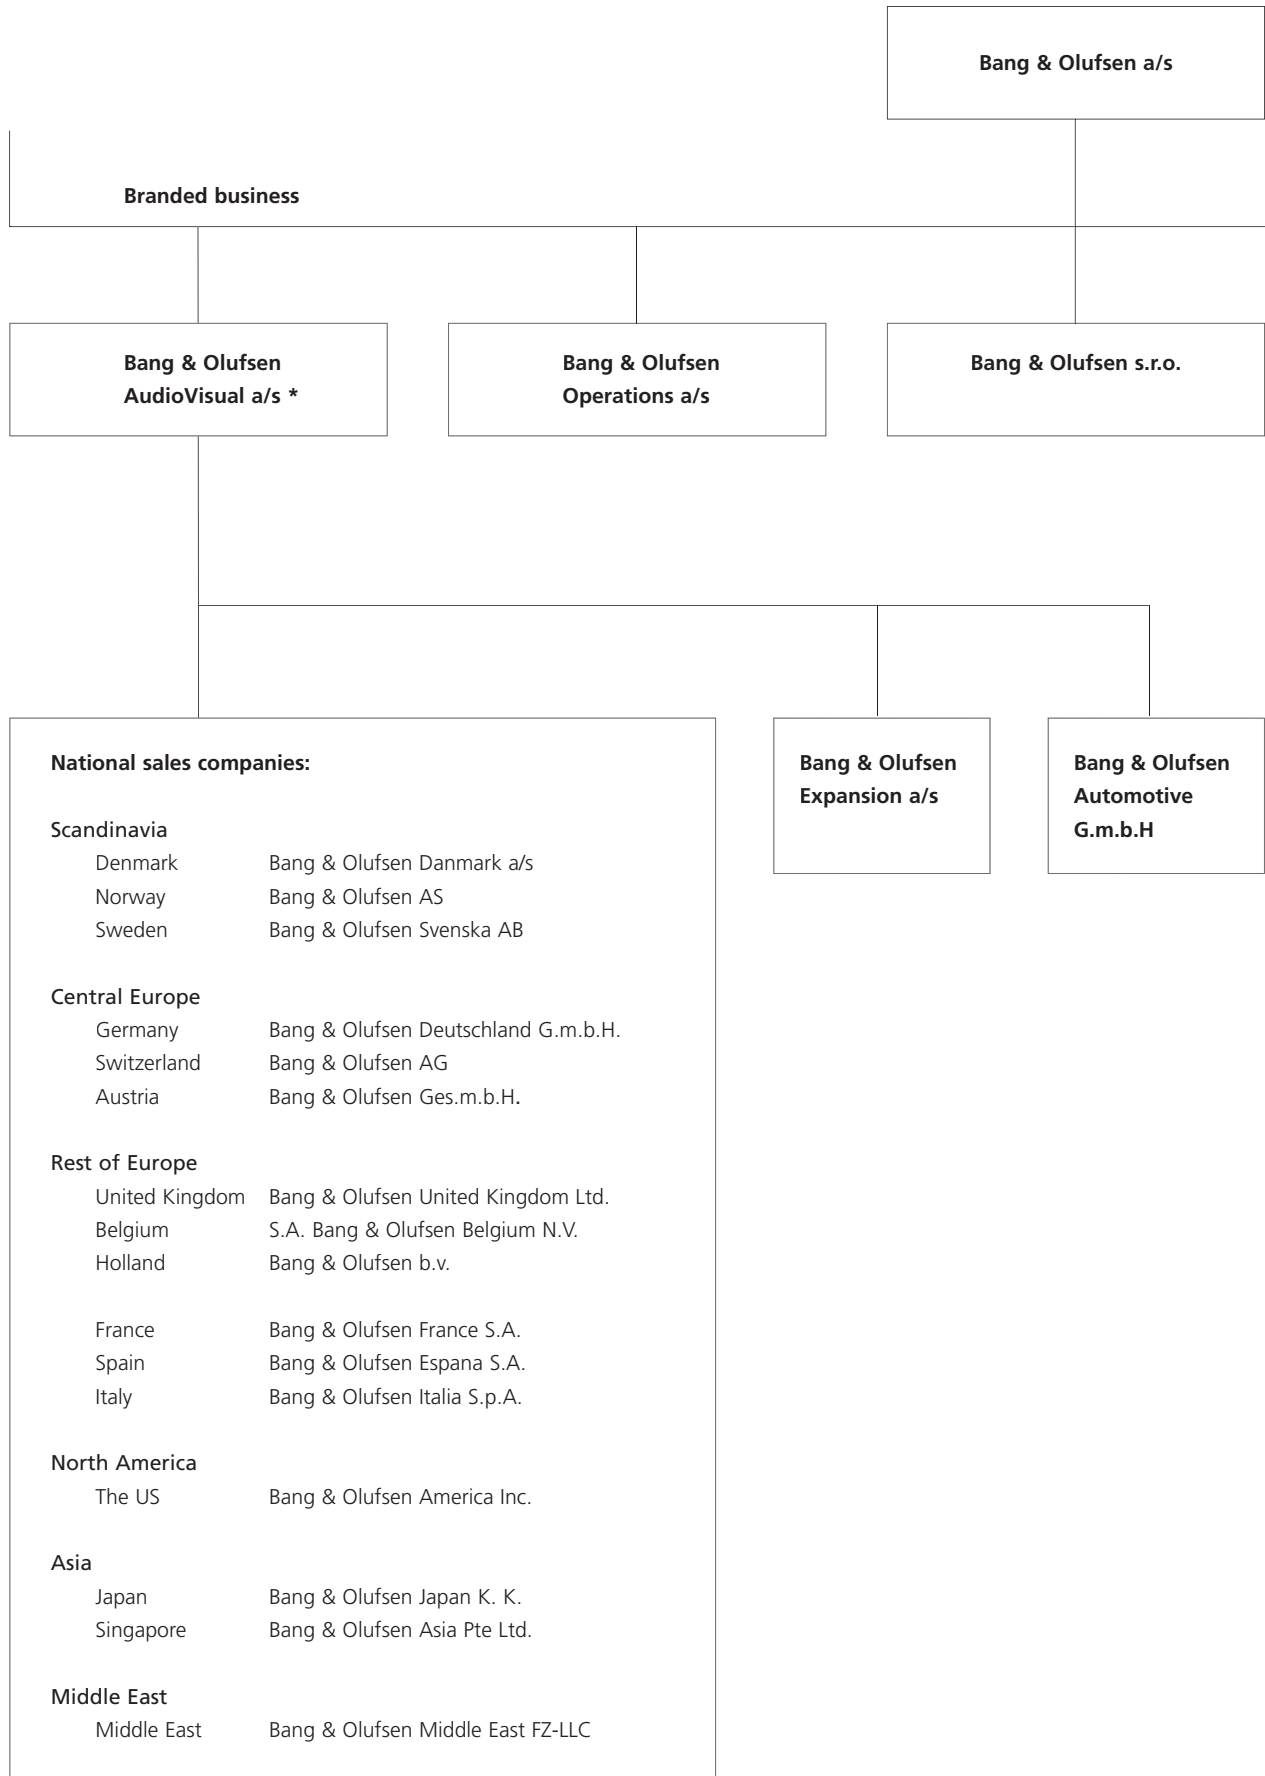 Bang & Olufsen a/s
Branded business
Bang & Olufsen
AudioVisual a/s *
Bang & Olufsen
Operations a/s
Bang & Olufsen s.r.o.
National sales companies:
Scandinavia
Denmark Bang & Olufsen Danmark a/s
Norway Bang & Olufsen AS
Sweden Bang & Olufsen Svenska AB
Central Europe
Germany Bang & Olufsen Deutschland G.m.b.H.
Switzerland Bang & Olufsen AG
Austria Bang & Olufsen Ges.m.b.H.
Rest of Europe
United Kingdom Bang & Olufsen United Kingdom Ltd.
Belgium S.A. Bang & Olufsen Belgium N.V.
Holland Bang & Olufsen b.v.
France Bang & Olufsen France S.A.
Spain Bang & Olufsen Espana S.A.
Italy Bang & Olufsen Italia S.p.A.
North America
The US Bang & Olufsen America Inc.
Asia
Japan Bang & Olufsen Japan K. K.
Singapore Bang & Olufsen Asia Pte Ltd.
Middle East
Middle East Bang & Olufsen Middle East FZ-LLC
Bang & Olufsen
Expansion a/s
Bang & Olufsen
Automotive
G.m.b.H